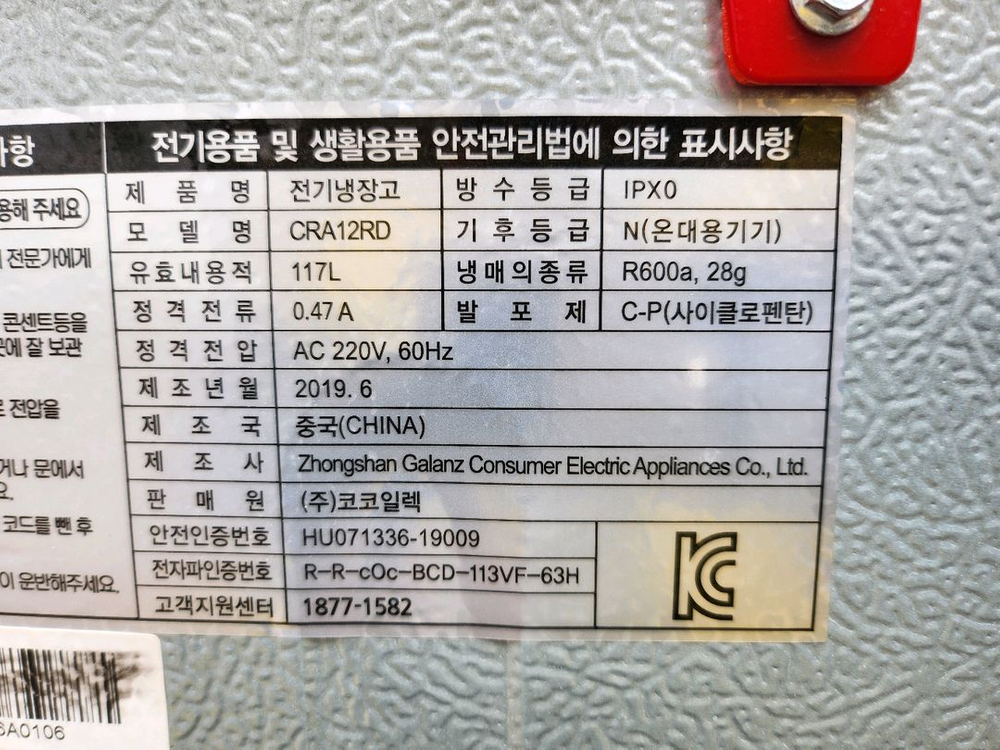 사항
전기용품 및 생활용품 안전관리법에 의한 표시사항
용해 주세요
전문가에게
콘센트등을
곳에 잘 보관
전압을
거나 문에서
요.
코드를 뺀 후
이 운반해주세요.
제 품 명 전기냉장고 방 수 등 급 IPX0
모 델 명 CRA12RD 기 후 등 급 N(온대용기기)
유효내용적 117L 냉매의종류 R600a, 28g
정 격 전 류 0.47 A 발 포 제 C-P(사이클로펜탄)
정 격 전 압 AC 220V, 60Hz
제 조 년 월 2019. 6
제 조 국 중국(CHINA)
제 조 사 Zhongshan Galanz Consumer Electric Appliances Co., Ltd.
판 매 원 (주)코코일렉
안전인증번호 HU071336-19009
전자파인증번호 R-R-cOc-BCD-113VF-63H
고객지원센터 1877-1582
KC
6A0106